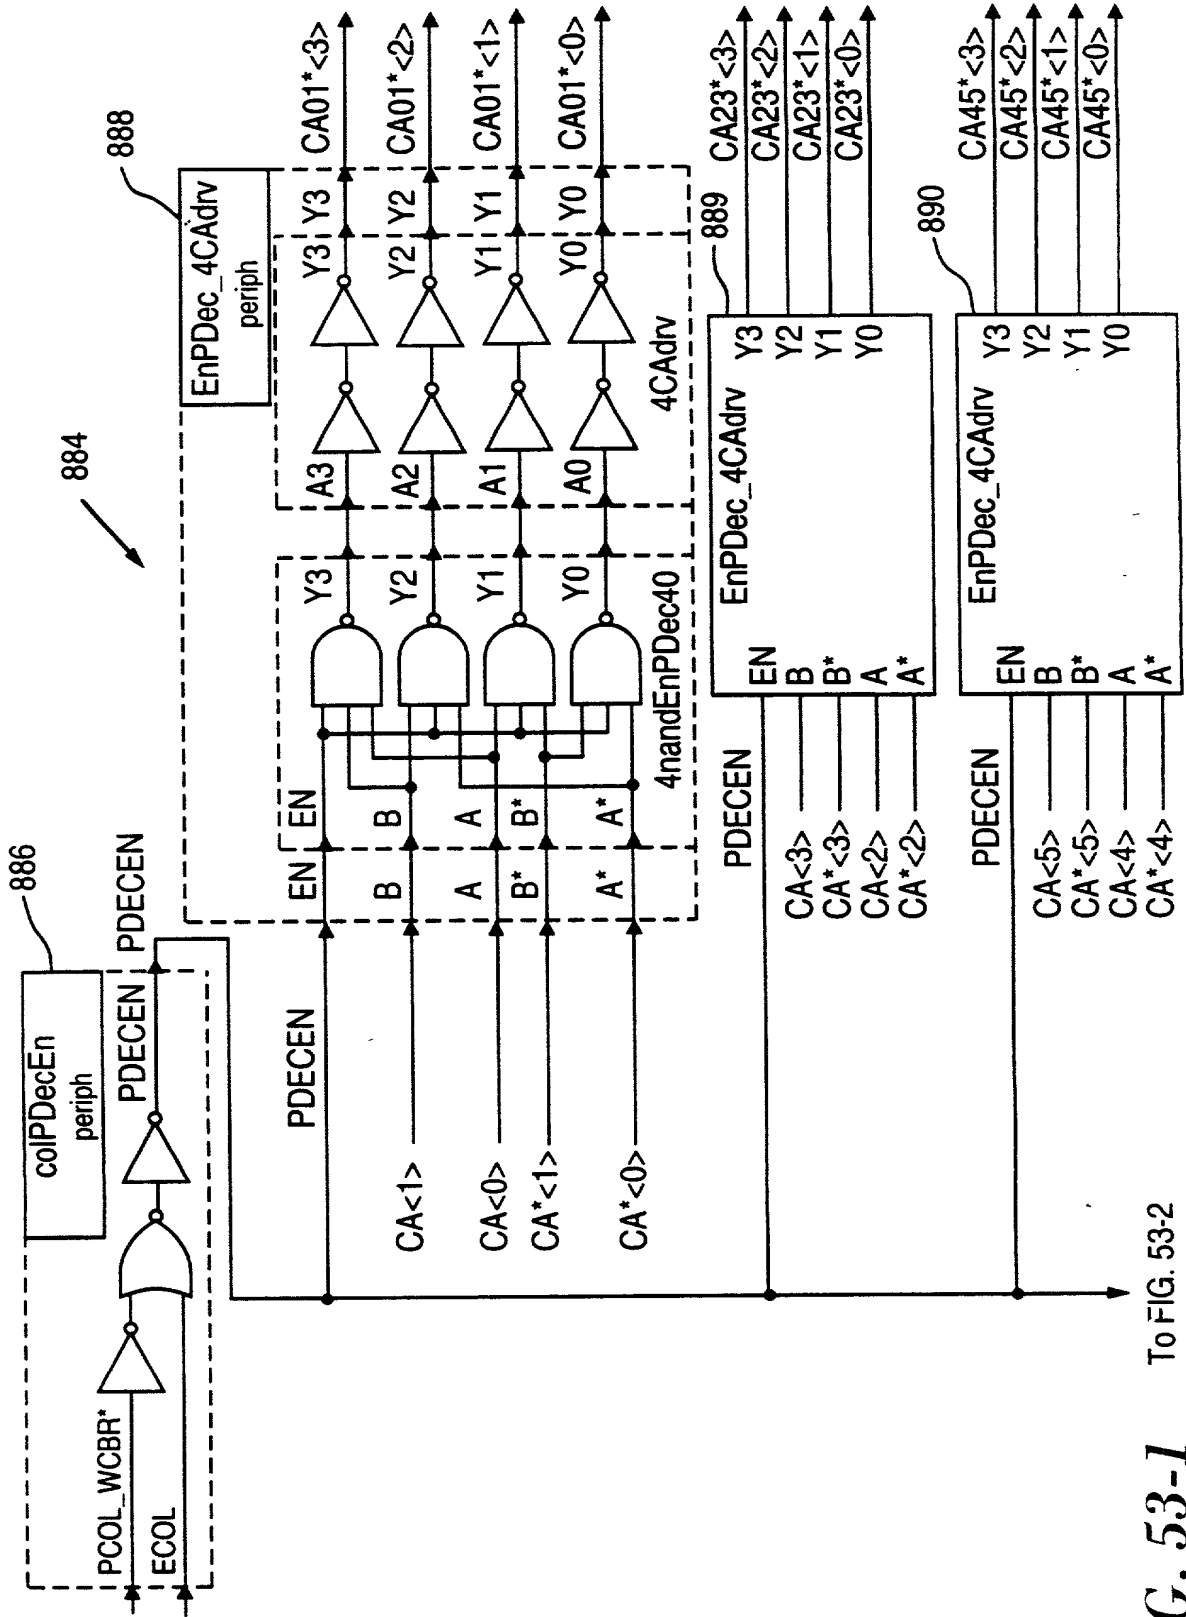 884
886
colPDecEn
periph
PCOL_WCBR*
ECOL
PDECEN
PDECEN
888
EnPDec_4CAdrv
periph
PDECEN
CA<1>
CA<0>
CA*<1>
CA*<0>
EN
B
A
B*
A*
EN
B
A
B*
A*
Y3
Y2
Y1
Y0
4nandEnPDec40
A3
A2
A1
A0
Y3
Y2
Y1
Y0
4CAdrv
Y3
Y2
Y1
Y0
CA01*<3>
CA01*<2>
CA01*<1>
CA01*<0>
889
PDECEN
CA<3>
CA*<3>
CA<2>
CA*<2>
EN
B
B*
A
A*
EnPDec_4CAdrv
Y3
Y2
Y1
Y0
CA23*<3>
CA23*<2>
CA23*<1>
CA23*<0>
890
PDECEN
CA<5>
CA*<5>
CA<4>
CA*<4>
EN
B
B*
A
A*
EnPDec_4CAdrv
Y3
Y2
Y1
Y0
CA45*<3>
CA45*<2>
CA45*<1>
CA45*<0>
To FIG. 53-2
G. 53-1